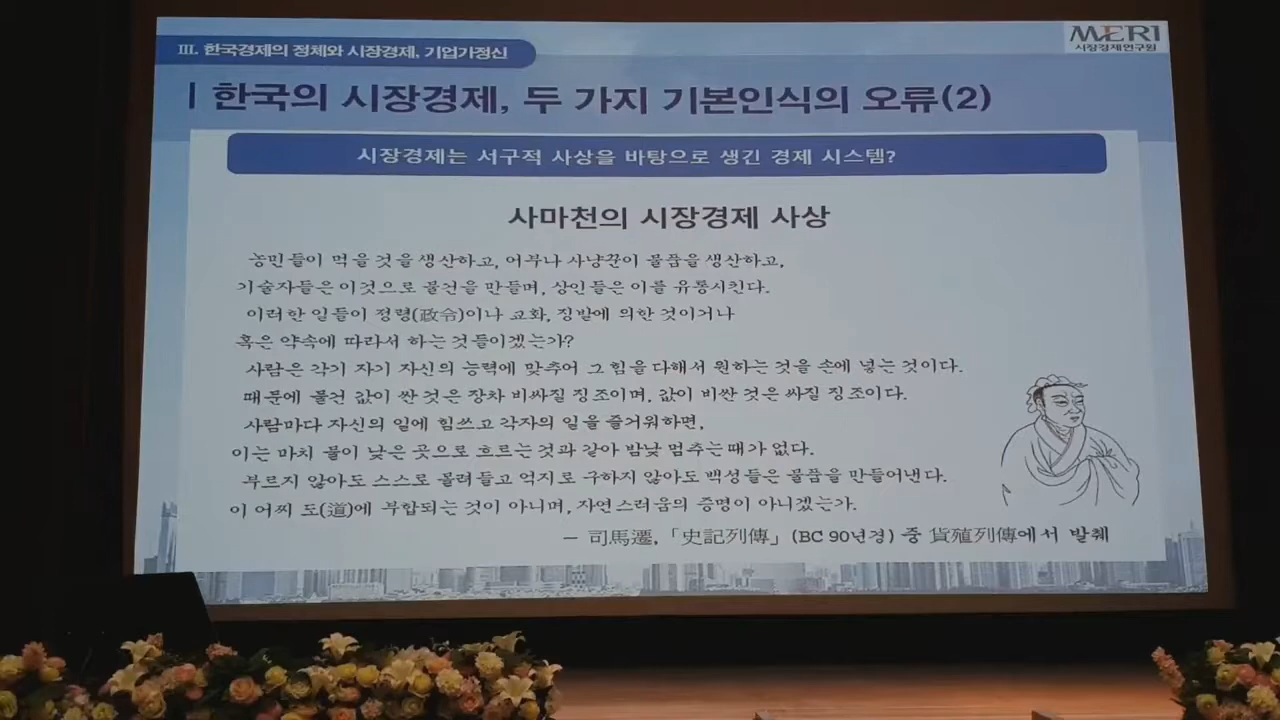 III. 한국경제의 정체와 시장경제, 기업가정신
MERI
시장경제연구원
한국의 시장경제, 두 가지 기본인식의 오류(2)
시장경제는 서구적 사상을 바탕으로 생긴 경제 시스템?
사마천의 시장경제 사상
농민들이 먹을 것을 생산하고, 어부나 사냥꾼이 물품을 생산하고,
기술자들은 이것으로 물건을 만들며, 상인들은 이를 유통시킨다.
이러한 일들이 정령(政令)이나 교화, 징발에 의한 것이거나
혹은 약속에 따라서 하는 것들이겠는가?
사람은 각기 자기 자신의 능력에 맞추어 그 힘을 다해서 원하는 것을 손에 넣는 것이다.
때문에 물건 값이 싼 것은 장차 비싸질 징조이며, 값이 비싼 것은 싸질 징조이다.
사람마다 자신의 일에 힘쓰고 각자의 일을 즐거워하면,
이는 마치 물이 낮은 곳으로 흐르는 것과 같아 밤낮 멈추는 때가 없다.
부르지 않아도 스스로 몰려들고 억지로 구하지 않아도 백성들은 물품을 만들어낸다.
이 어찌 도(道)에 부합되는 것이 아니며, 자연스러움의 증명이 아니겠는가.
– 司馬遷, 「史記列傳」 (BC 90년경) 중 貨殖列傳에서 발췌